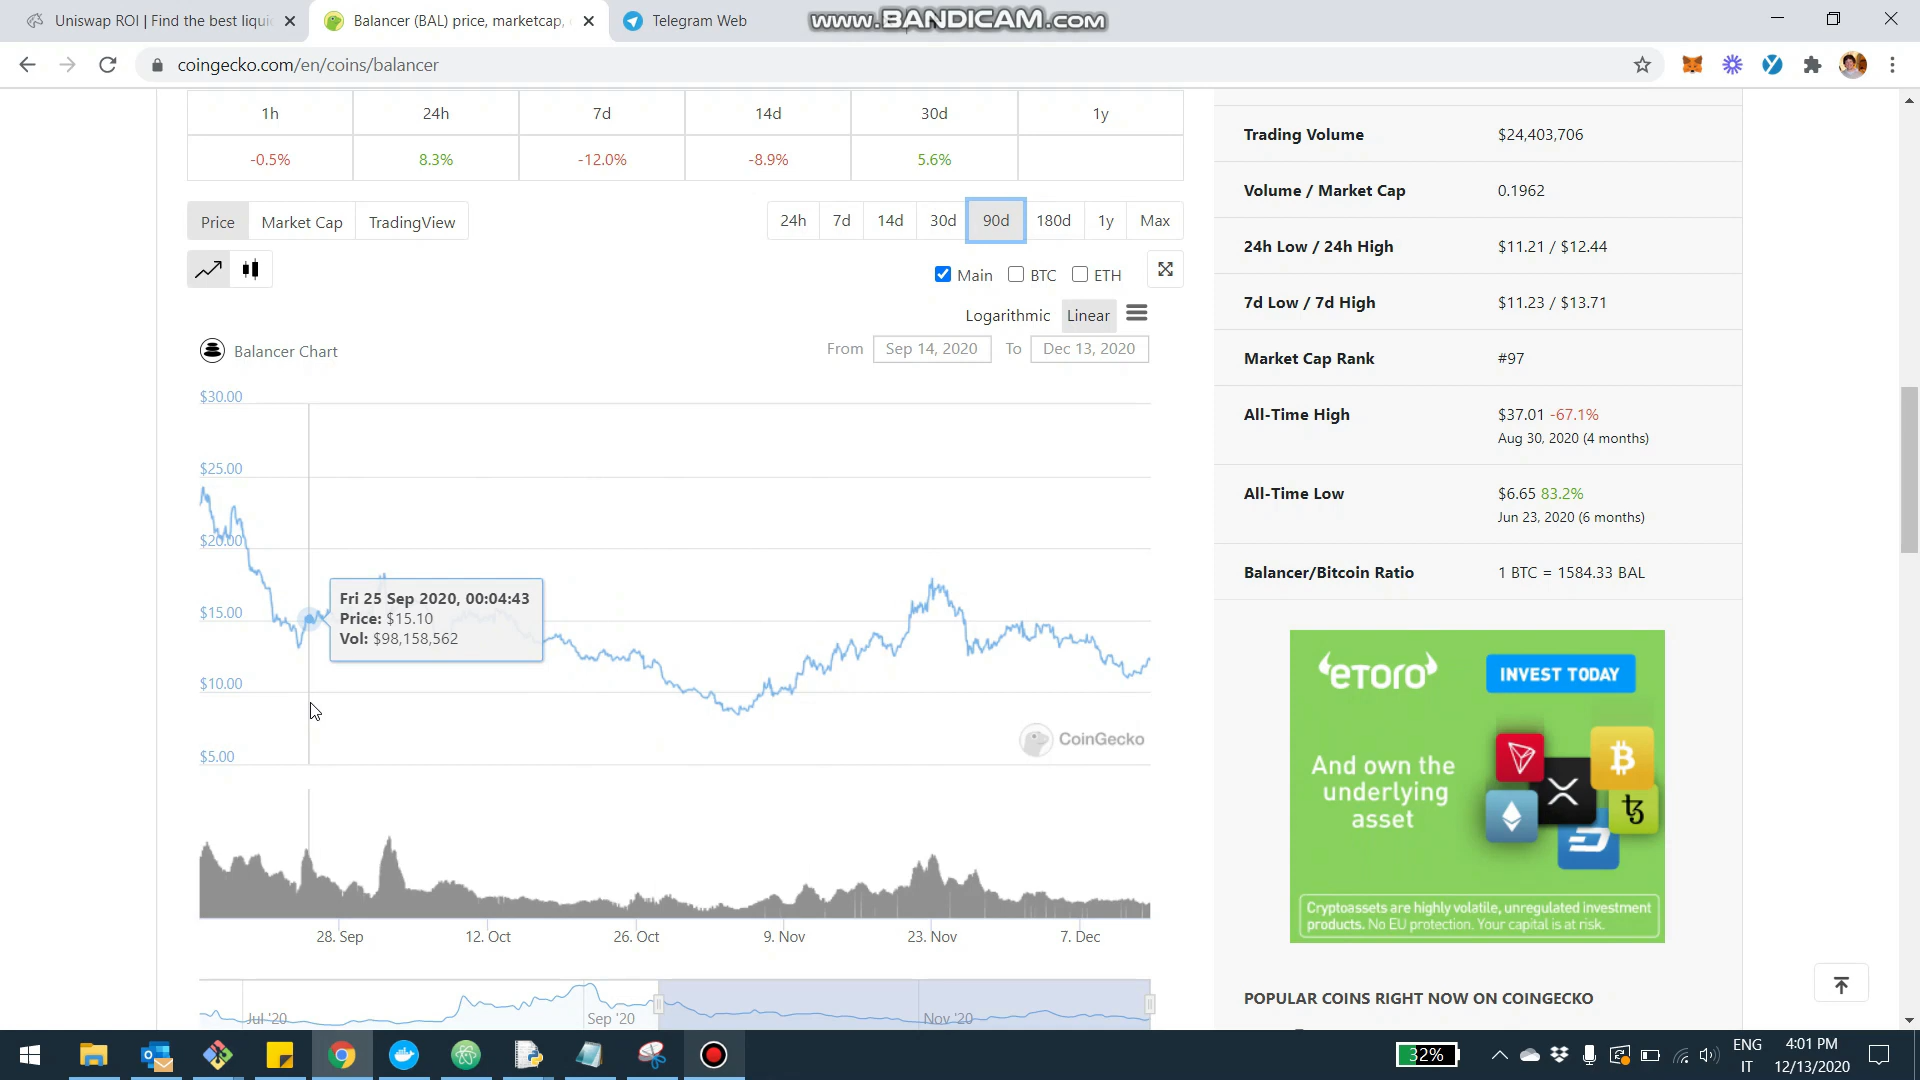 Uniswap ROI | Find the best liqui
Balancer (BAL) price, marketcap,
Telegram Web
www.BANDICAM.com
coingecko.com/en/coins/balancer
1h 24h 7d 14d 30d 1y
-0.5% 8.3% -12.0% -8.9% 5.6%
Price Market Cap TradingView
24h 7d 14d 30d 90d 180d 1y Max
Main BTC ETH
Logarithmic Linear
Balancer Chart
From Sep 14, 2020 To Dec 13, 2020
$30.00
$25.00
$20.00
$15.00
$10.00
$5.00
Fri 25 Sep 2020, 00:04:43
Price: $15.10
Vol: $98,158,562
CoinGecko
28. Sep 12. Oct 26. Oct 9. Nov 23. Nov 7. Dec
Jul '20 Sep '20 Nov '20
Trading Volume $24,403,706
Volume / Market Cap 0.1962
24h Low / 24h High $11.21 / $12.44
7d Low / 7d High $11.23 / $13.71
Market Cap Rank #97
All-Time High $37.01 -67.1%
Aug 30, 2020 (4 months)
All-Time Low $6.65 83.2%
Jun 23, 2020 (6 months)
Balancer/Bitcoin Ratio 1 BTC = 1584.33 BAL
eTORO
INVEST TODAY
And own the
underlying
asset
Cryptoassets are highly volatile, unregulated investment
products. No EU protection. Your capital is at risk.
POPULAR COINS RIGHT NOW ON COINGECKO
32%
ENG
IT
4:01 PM
12/13/2020